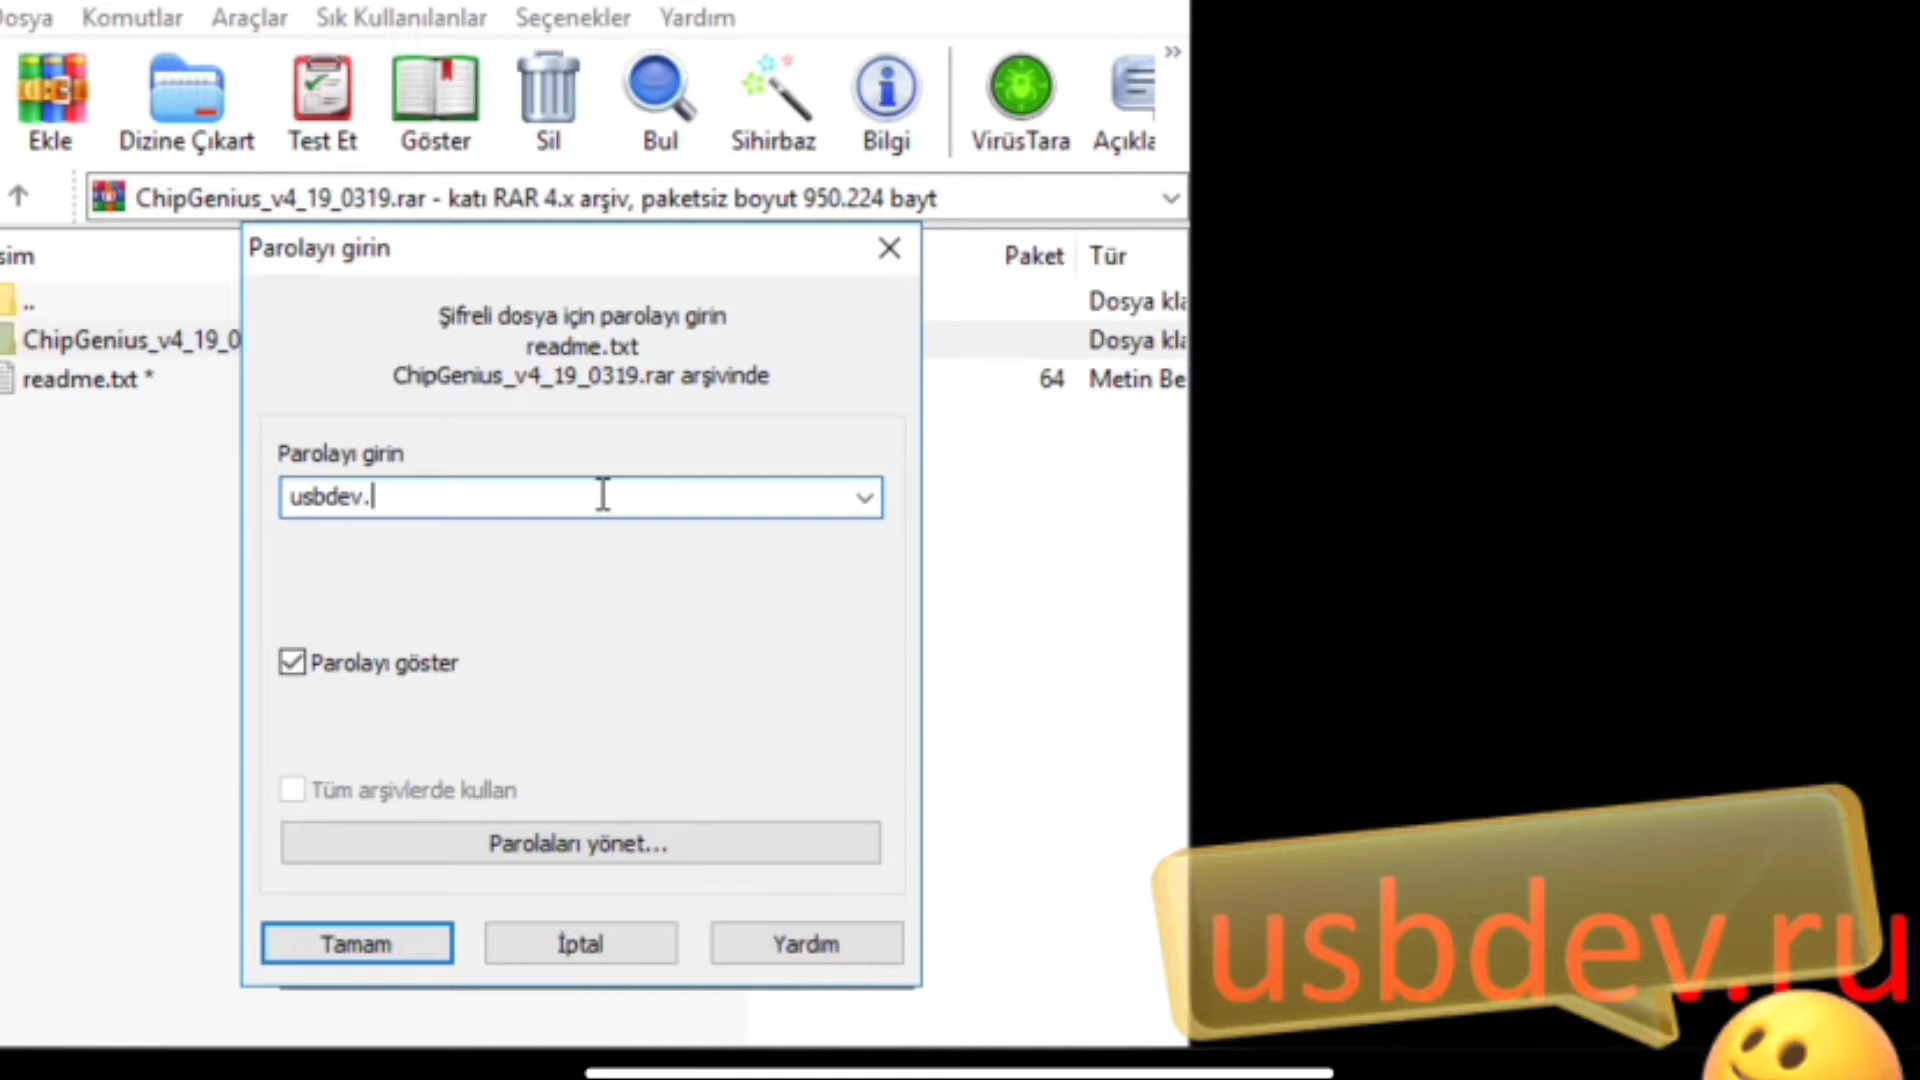 Komutlar Araçlar Sık Kullanılanlar Seçenekler Yardım
Ekle Dizine Çıkart Test Et Göster Sil Bul Sihirbaz Bilgi VirüsTara Açıkla
ChipGenius_v4_19_0319.rar - katı RAR 4.x arşiv, paketsiz boyut 950.224 bayt
Parolayı girin
Paket Tür
..
Dosya kla
ChipGenius_v4_19_0
Dosya kla
readme.txt *
64 Metin Be
Şifreli dosya için parolayı girin
readme.txt
ChipGenius_v4_19_0319.rar arşivinde
Parolayı girin
usbdev.
Parolayı göster
Tüm arşivlerde kullan
Parolaları yönet...
Tamam İptal Yardım
usbdev.ru